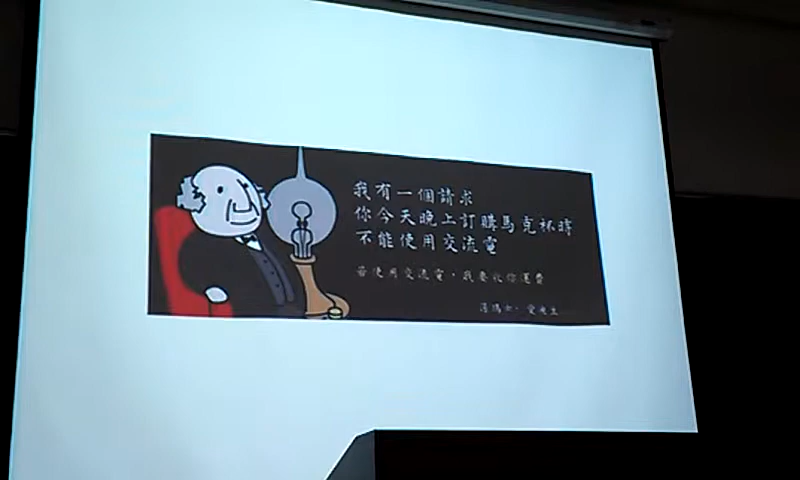 我有一個請求
你今天晚上訂購馬克杯時
不能使用交流電
若使用交流電，我要收你運費
湯瑪士·愛迪生